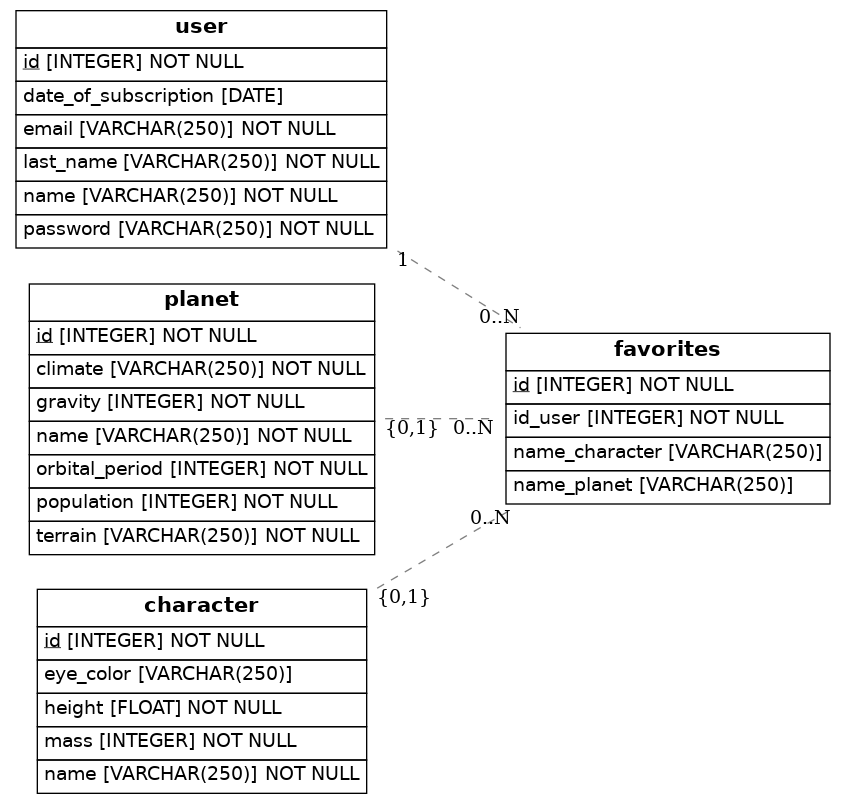 user
id [INTEGER] NOT NULL
date_of_subscription [DATE]
email [VARCHAR(250)] NOT NULL
last_name [VARCHAR(250)] NOT NULL
name [VARCHAR(250)] NOT NULL
password [VARCHAR(250)] NOT NULL
1
0..N
planet
id [INTEGER] NOT NULL
climate [VARCHAR(250)] NOT NULL
gravity [INTEGER] NOT NULL
name [VARCHAR(250)] NOT NULL
orbital_period [INTEGER] NOT NULL
population [INTEGER] NOT NULL
terrain [VARCHAR(250)] NOT NULL
{0,1}
0..N
favorites
id [INTEGER] NOT NULL
id_user [INTEGER] NOT NULL
name_character [VARCHAR(250)]
name_planet [VARCHAR(250)]
0..N
{0,1}
character
id [INTEGER] NOT NULL
eye_color [VARCHAR(250)]
height [FLOAT] NOT NULL
mass [INTEGER] NOT NULL
name [VARCHAR(250)] NOT NULL